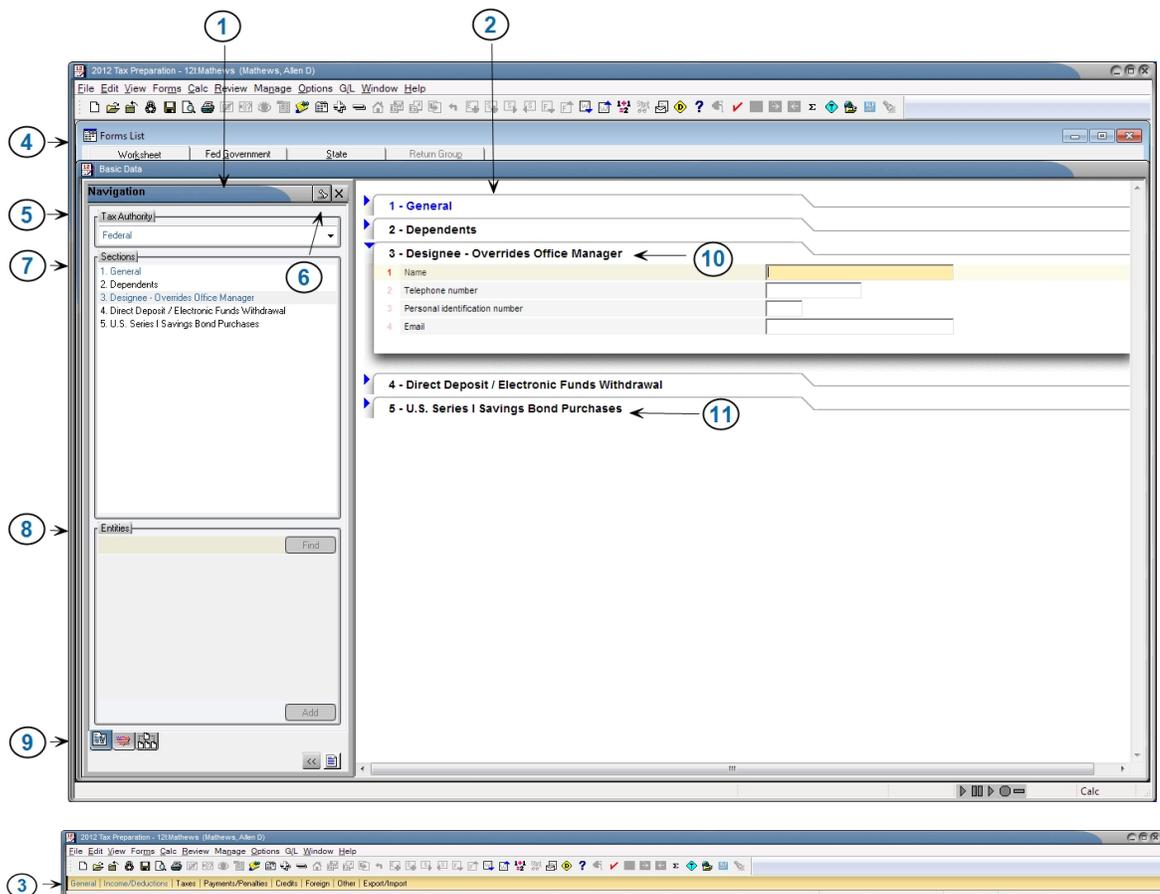 1
2
2012 Tax Preparation - 12I:Mathews (Mathews, Allen D)
File Edit View Forms Calc Review Manage Options G/L Window Help
4
Forms List
Worksheet Fed Government State Return Group
Basic Data
Navigation
5
Tax Authority
Federal
7
Sections
1. General
2. Dependents
3. Designee - Overrides Office Manager
4. Direct Deposit / Electronic Funds Withdrawal
5. U.S. Series I Savings Bond Purchases
6
1 - General
2 - Dependents
3 - Designee - Overrides Office Manager
10
1 Name
2 Telephone number
3 Personal identification number
4 Email
4 - Direct Deposit / Electronic Funds Withdrawal
5 - U.S. Series I Savings Bond Purchases
11
8
Entities
Find
Add
9
<<
Calc
2012 Tax Preparation - 12I:Mathews (Mathews, Allen D)
File Edit View Forms Calc Review Manage Options G/L Window Help
3
General | Income/Deductions | Taxes | Payments/Penalties | Credits | Foreign | Other | Export/Import